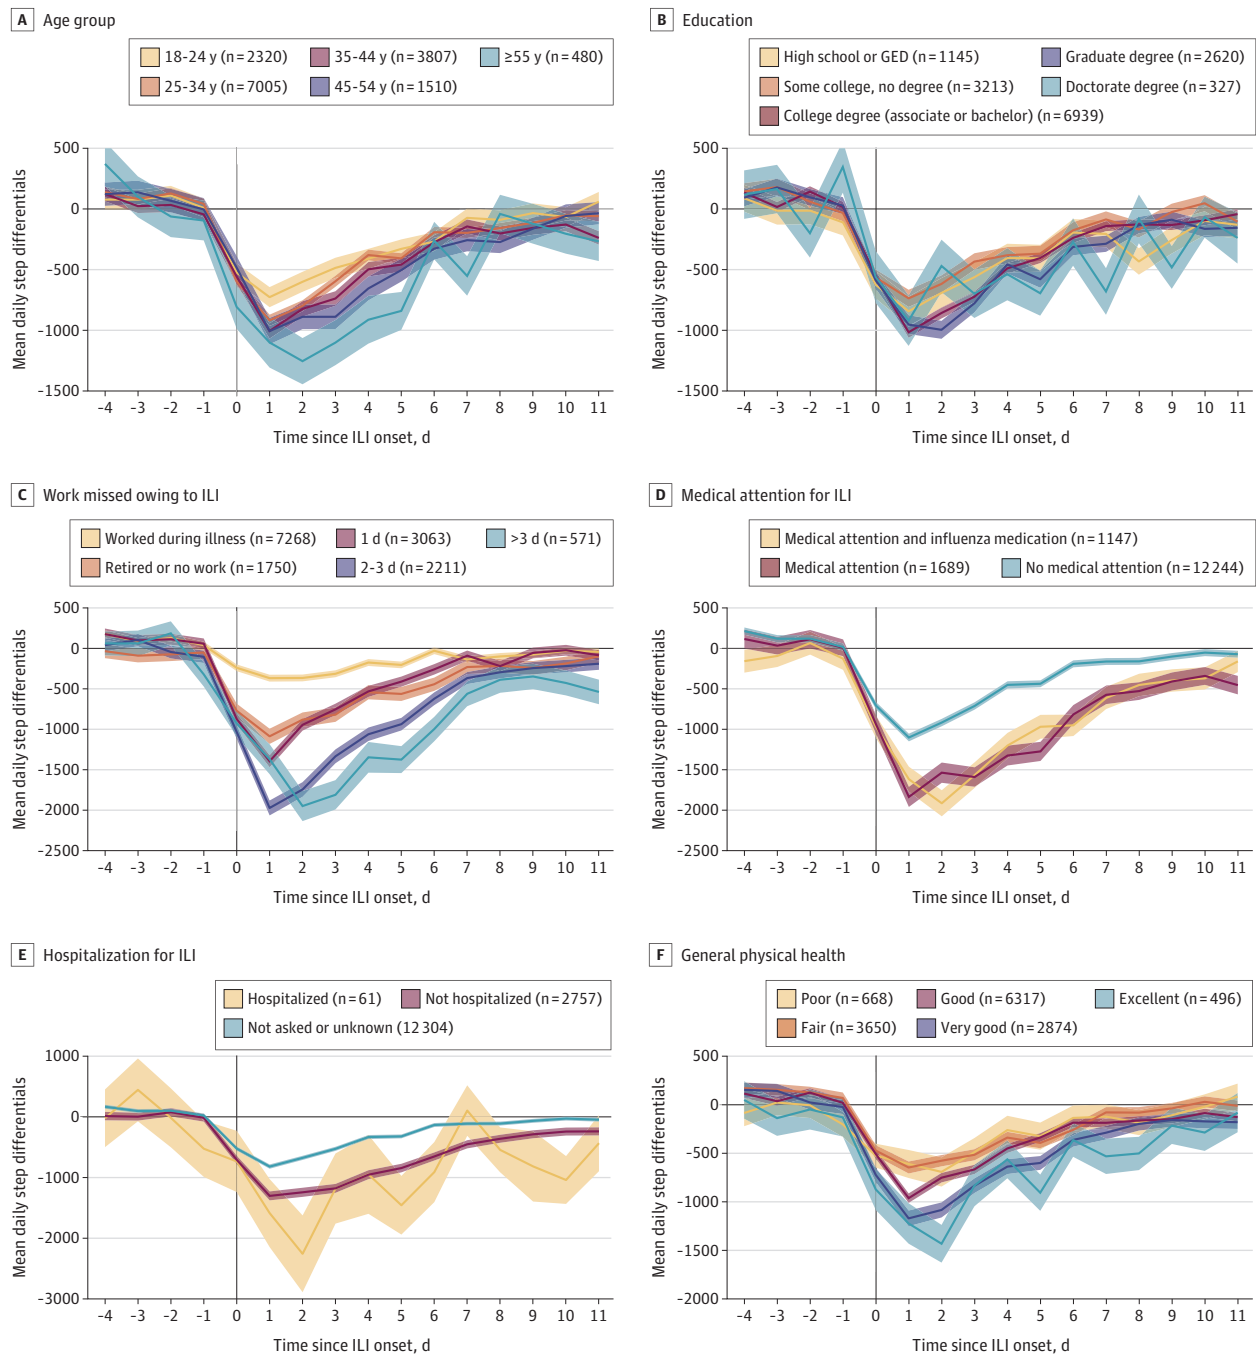 A Age group
18-24 y (n = 2320) 35-44 y (n = 3807) ≥55 y (n = 480)
25-34 y (n = 7005) 45-54 y (n = 1510)
Mean daily step differentials
500
0
-500
-1000
-1500
-4 -3 -2 -1 0 1 2 3 4 5 6 7 8 9 10 11
Time since ILI onset, d
B Education
High school or GED (n = 1145) Graduate degree (n = 2620)
Some college, no degree (n = 3213) Doctorate degree (n = 327)
College degree (associate or bachelor) (n = 6939)
Mean daily step differentials
500
0
-500
-1000
-1500
-4 -3 -2 -1 0 1 2 3 4 5 6 7 8 9 10 11
Time since ILI onset, d
C Work missed owing to ILI
Worked during illness (n = 7268) 1 d (n = 3063) >3 d (n = 571)
Retired or no work (n = 1750) 2-3 d (n = 2211)
Mean daily step differentials
500
0
-500
-1000
-1500
-2000
-2500
-4 -3 -2 -1 0 1 2 3 4 5 6 7 8 9 10 11
Time since ILI onset, d
D Medical attention for ILI
Medical attention and influenza medication (n = 1147)
Medical attention (n = 1689) No medical attention (n = 12 244)
Mean daily step differentials
500
0
-500
-1000
-1500
-2000
-2500
-4 -3 -2 -1 0 1 2 3 4 5 6 7 8 9 10 11
Time since ILI onset, d
E Hospitalization for ILI
Hospitalized (n = 61) Not hospitalized (n = 2757)
Not asked or unknown (12 304)
Mean daily step differentials
1000
0
-1000
-2000
-3000
-4 -3 -2 -1 0 1 2 3 4 5 6 7 8 9 10 11
Time since ILI onset, d
F General physical health
Poor (n = 668) Good (n = 6317) Excellent (n = 496)
Fair (n = 3650) Very good (n = 2874)
Mean daily step differentials
500
0
-500
-1000
-1500
-2000
-4 -3 -2 -1 0 1 2 3 4 5 6 7 8 9 10 11
Time since ILI onset, d